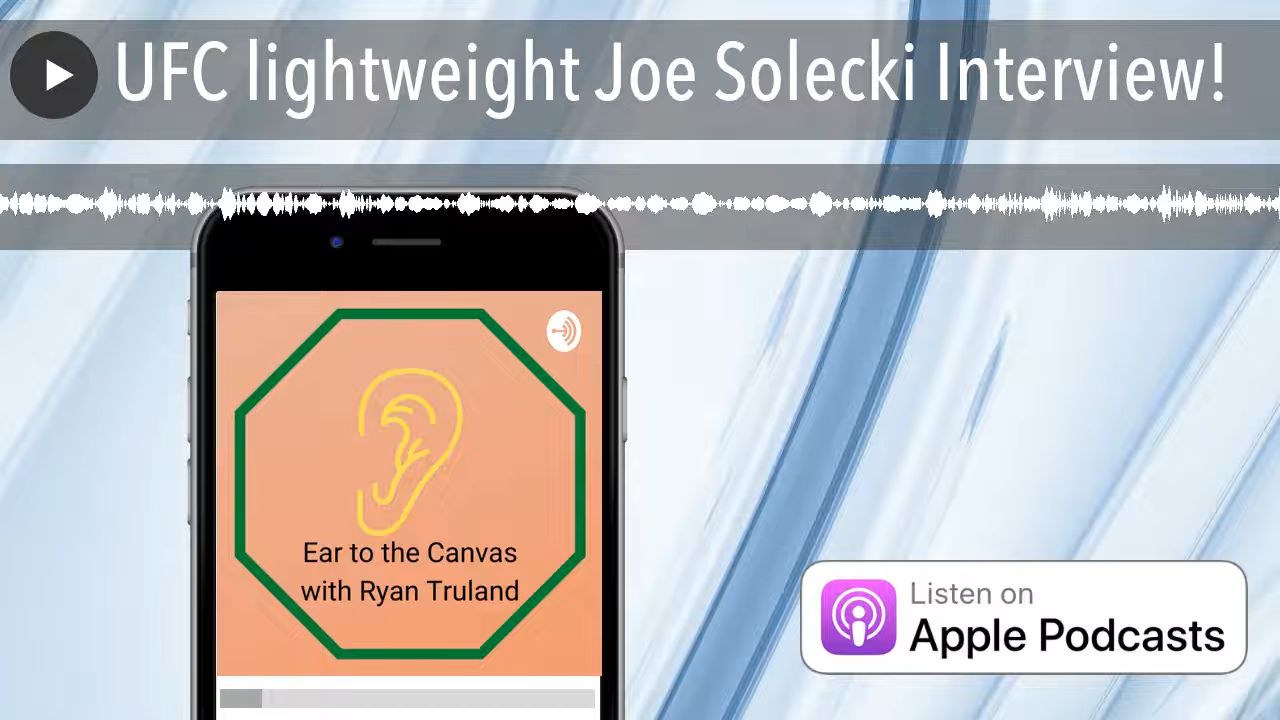 UFC lightweight Joe Solecki Interview!
Ear to the Canvas
with Ryan Truland
Listen on
Apple Podcasts